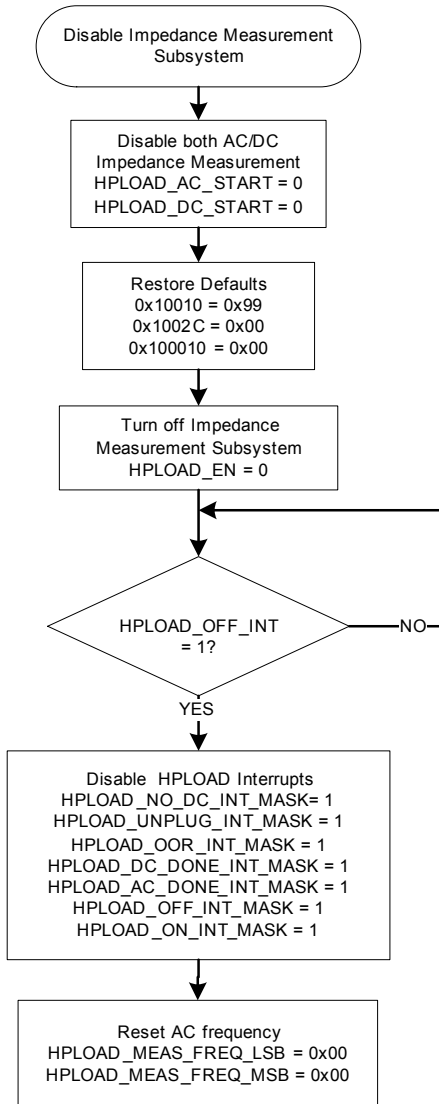 Disable Impedance Measurement
Subsystem
Disable both AC/DC
Impedance Measurement
HPLOAD_AC_START = 0
HPLOAD_DC_START = 0
Restore Defaults
0x10010 = 0x99
0x1002C = 0x00
0x100010 = 0x00
Turn off Impedance
Measurement Subsystem
HPLOAD_EN = 0
HPLOAD_OFF_INT
= 1?
NO
YES
Disable  HPLOAD Interrupts
HPLOAD_NO_DC_INT_MASK= 1
HPLOAD_UNPLUG_INT_MASK = 1
HPLOAD_OOR_INT_MASK = 1
HPLOAD_DC_DONE_INT_MASK = 1
HPLOAD_AC_DONE_INT_MASK = 1
HPLOAD_OFF_INT_MASK = 1
HPLOAD_ON_INT_MASK = 1
Reset AC frequency
HPLOAD_MEAS_FREQ_LSB = 0x00
HPLOAD_MEAS_FREQ_MSB = 0x00